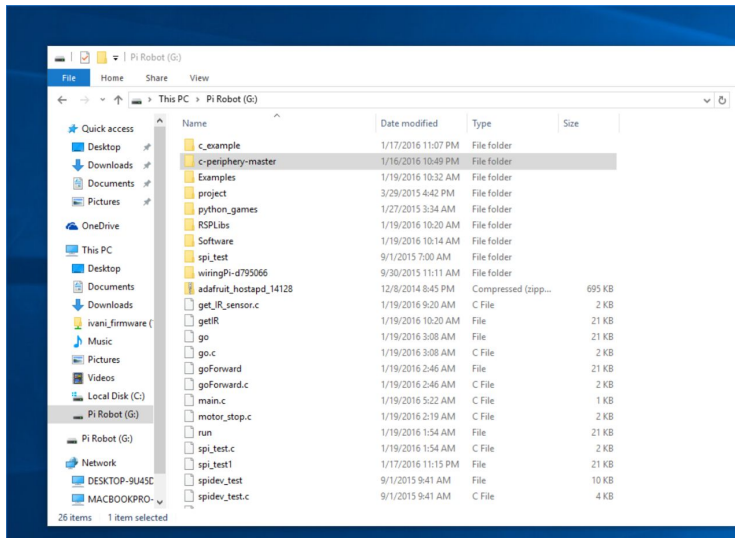 Pi Robot (G:)
File Home Share View
This PC Pi Robot (G:)
Name Date modified Type Size
Quick access
Desktop
Downloads
Documents
Pictures
OneDrive
This PC
Desktop
Documents
Downloads
ivani_firmware (
Music
Pictures
Videos
Local Disk (C:)
Pi Robot (G:)
Pi Robot (G:)
Network
DESKTOP-9U45D
MACBOOKPRO-
c_example 1/17/2016 11:07 PM File folder
c-periphery-master 1/16/2016 10:49 PM File folder
Examples 1/19/2016 10:32 AM File folder
project 3/29/2015 4:42 PM File folder
python_games 1/27/2015 3:34 AM File folder
RSPLibs 1/19/2016 10:20 AM File folder
Software 1/19/2016 10:14 AM File folder
spi_test 9/1/2015 7:00 AM File folder
wiringPi-d795066 9/30/2015 11:11 AM File folder
adafruit_hostapd_14128 12/8/2014 8:45 PM Compressed (zipp... 695 KB
get_IR_sensor.c 1/19/2016 9:20 AM C File 2 KB
getIR 1/19/2016 10:20 AM File 21 KB
go 1/19/2016 3:08 AM File 21 KB
go.c 1/19/2016 3:08 AM C File 2 KB
goForward 1/19/2016 2:46 AM File 21 KB
goForward.c 1/19/2016 2:46 AM C File 2 KB
main.c 1/19/2016 5:22 AM C File 1 KB
motor_stop.c 1/19/2016 2:19 AM C File 2 KB
run 1/19/2016 1:54 AM File 21 KB
spi_test.c 1/19/2016 1:54 AM C File 2 KB
spi_test1 1/17/2016 11:15 PM File 21 KB
spidev_test 9/1/2015 9:41 AM File 10 KB
spidev_test.c 9/1/2015 9:41 AM C File 4 KB
26 items 1 item selected